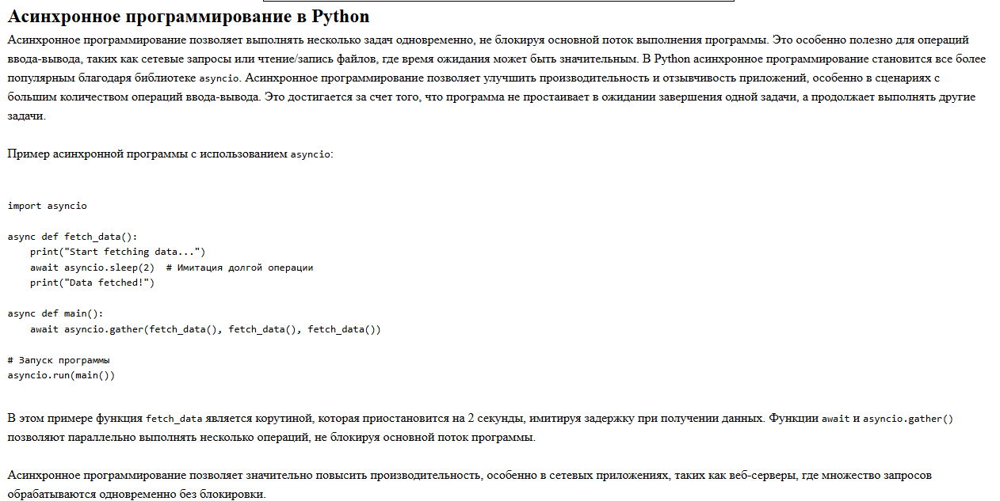 Асинхронное программирование в Python
Асинхронное программирование позволяет выполнять несколько задач одновременно, не блокируя основной поток выполнения программы. Это особенно полезно для операций
ввода-вывода, таких как сетевые запросы или чтение/запись файлов, где время ожидания может быть значительным. В Python асинхронное программирование становится все более
популярным благодаря библиотеке asyncio. Асинхронное программирование позволяет улучшить производительность и отзывчивость приложений, особенно в сценариях с
большим количеством операций ввода-вывода. Это достигается за счет того, что программа не простаивает в ожидании завершения одной задачи, а продолжает выполнять другие
задачи.
Пример асинхронной программы с использованием asyncio:
import asyncio
async def fetch_data():
    print("Start fetching data...")
    await asyncio.sleep(2)  # Имитация долгой операции
    print("Data fetched!")
async def main():
    await asyncio.gather(fetch_data(), fetch_data(), fetch_data())
# Запуск программы
asyncio.run(main())
В этом примере функция fetch_data является корутиной, которая приостановится на 2 секунды, имитируя задержку при получении данных. Функции await и asyncio.gather()
позволяют параллельно выполнять несколько операций, не блокируя основной поток программы.
Асинхронное программирование позволяет значительно повысить производительность, особенно в сетевых приложениях, таких как веб-серверы, где множество запросов
обрабатываются одновременно без блокировки.